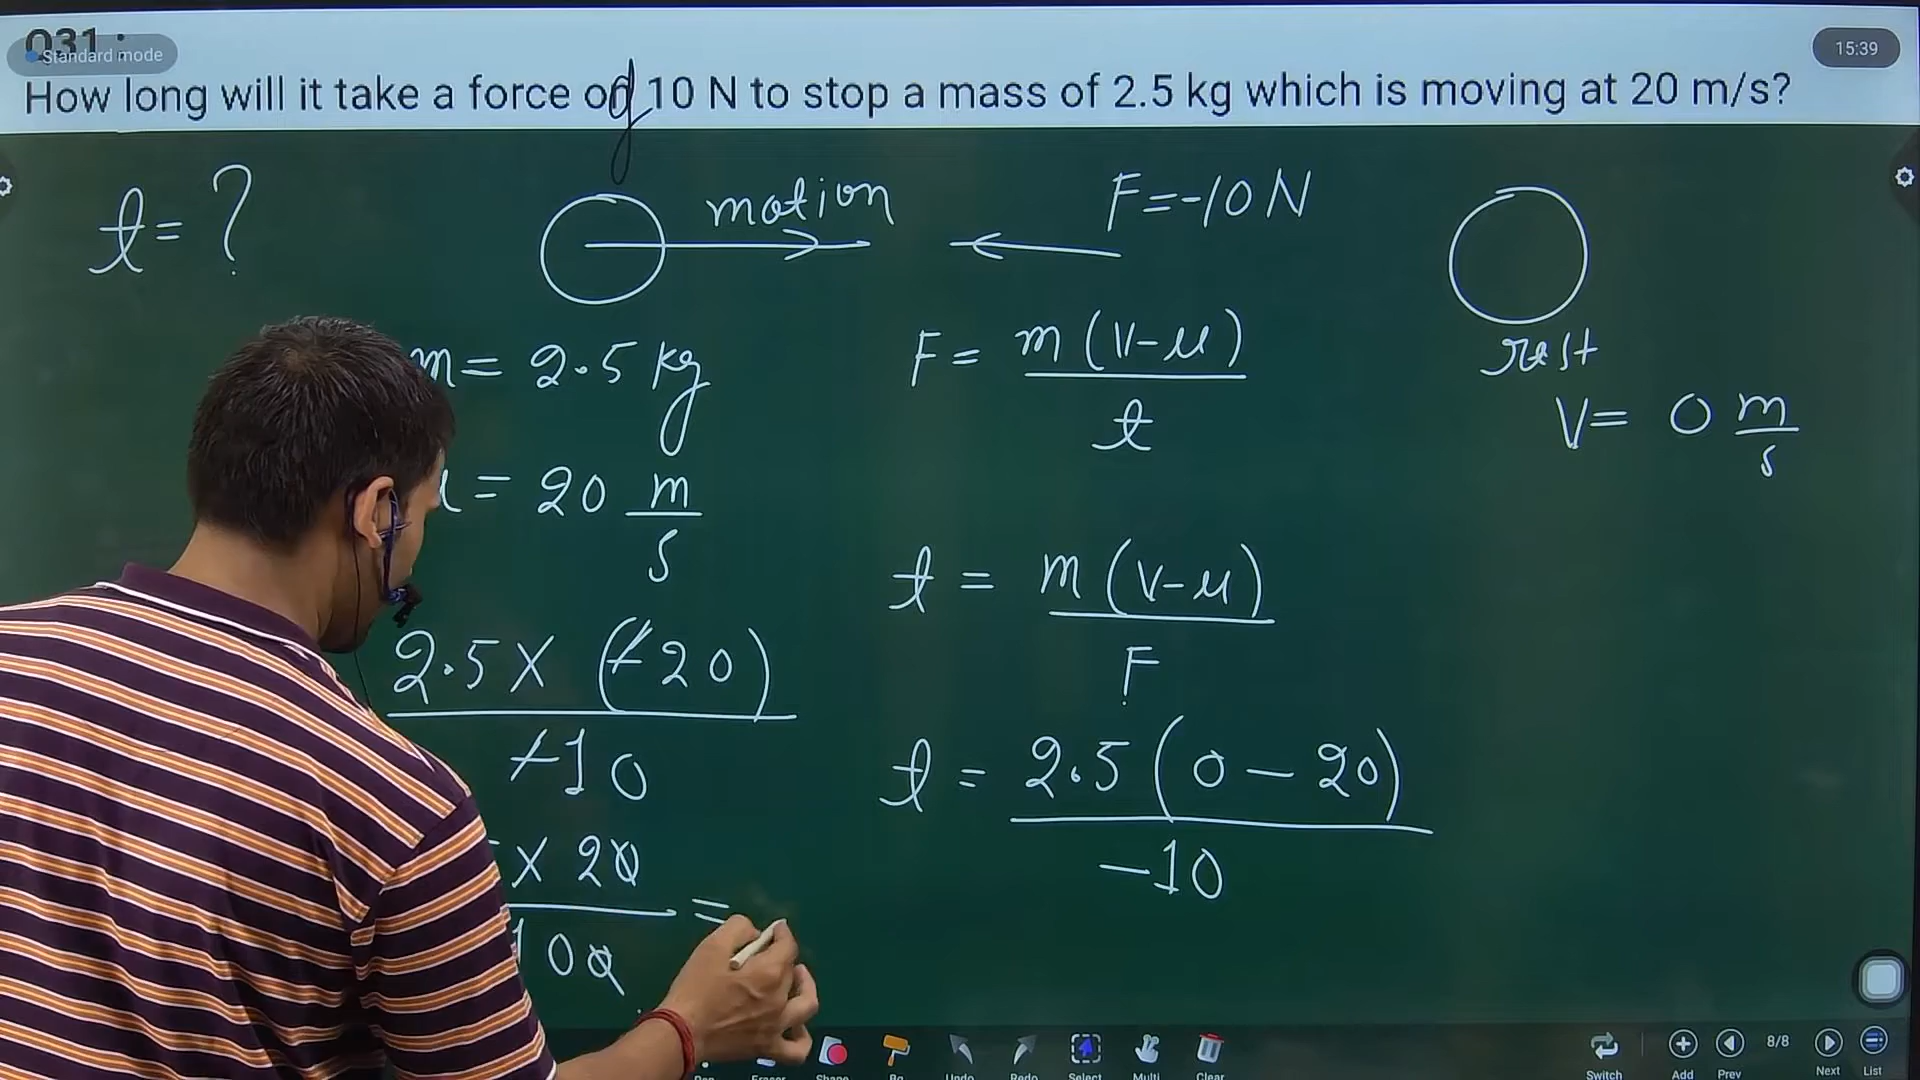 Q31 :
Standard mode
15:39
How long will it take a force of 10 N to stop a mass of 2.5 kg which is moving at 20 m/s?
t = ?
motion
F = -10 N
m = 2.5 kg
F = m(v-u) / t
rest
V = 0 m/s
= 20 m/s
t = m(v-u) / F
2.5 X (-20) / -10
t = 2.5 (0 - 20) / -10
X 20 / 100 =
Shape
Undo
Redo
Select
Multi
Clear
Switch
Add
Prev
8/8
Next
List